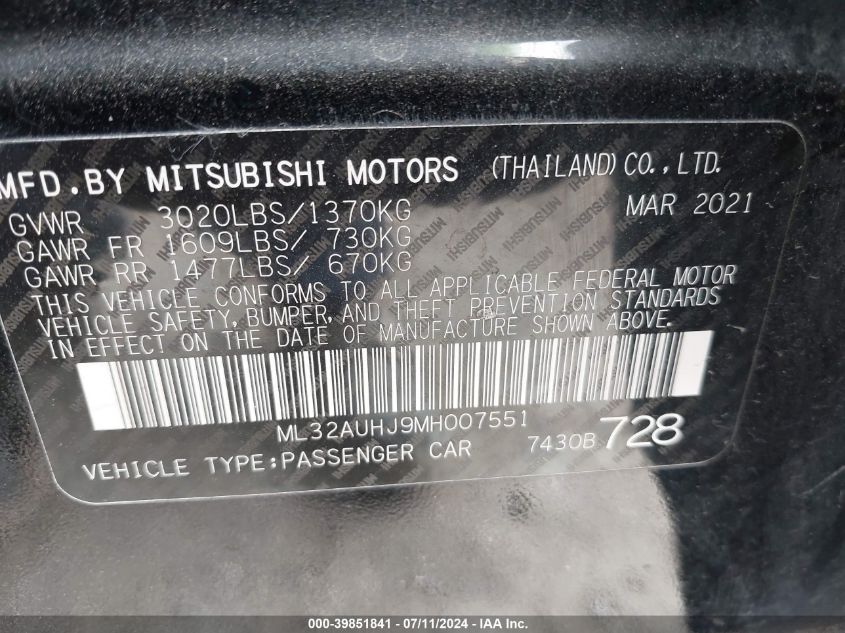 MFD.BY MITSUBISHI MOTORS (THAILAND) CO., LTD.
GVWR 3020LBS/1370KG MAR 2021
GAWR FR 1609LBS/ 730KG
GAWR RR 1477LBS/ 670KG
THIS VEHICLE CONFORMS TO ALL APPLICABLE FEDERAL MOTOR
VEHICLE SAFETY, BUMPER, AND THEFT PREVENTION STANDARDS
IN EFFECT ON THE DATE OF MANUFACTURE SHOWN ABOVE.
ML32AUHJ9MH007551
VEHICLE TYPE:PASSENGER CAR 7430B 728
000-39851841 / 07/11/2024 - IAA Inc.